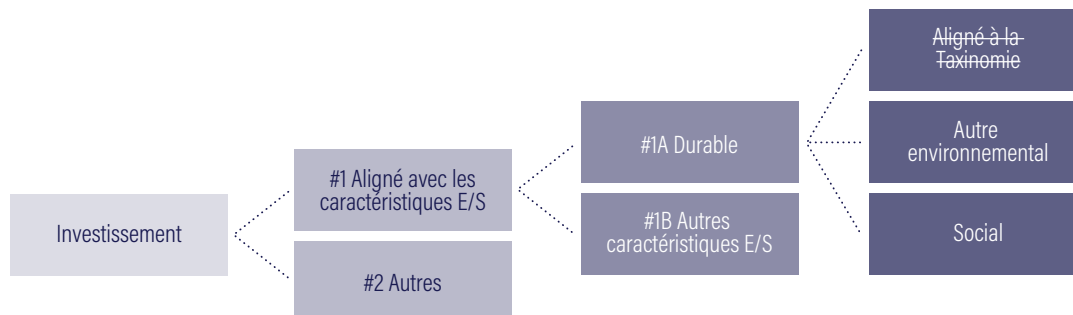 Investissement
#1 Aligné avec les
caractéristiques E/S
#2 Autres
#1A Durable
#1B Autres
caractéristiques E/S
Aligné à la
Taxinomie
Autre
environnemental
Social